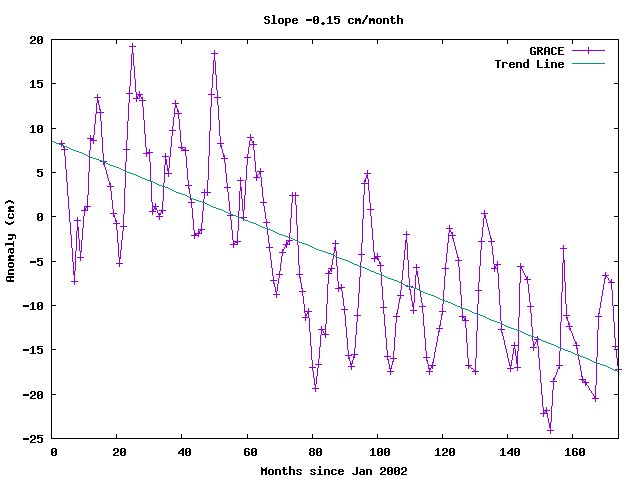 Slope -0.15 cm/month
GRACE
Trend Line
20
15
10
5
0
-5
-10
-15
-20
-25
Anomaly (cm)
0 20 40 60 80 100 120 140 160
Months since Jan 2002